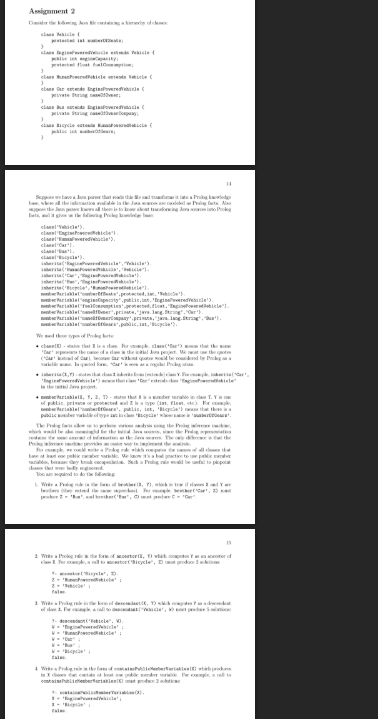 Assignment 2
Consider the following Java file containing a hierarchy of classes:
class Vehicle {
protected int numberOfSeats;
}
class EnginePoweredVehicle extends Vehicle {
public int engineCapacity;
protected float fuelConsumption;
}
class HumanPoweredVehicle extends Vehicle {
}
class Car extends EnginePoweredVehicle {
private String nameOfOwner;
}
class Bus extends EnginePoweredVehicle {
private String nameOfOwnerCompany;
}
class Bicycle extends HumanPoweredVehicle {
public int numberOfGears;
}
14
Suppose we have a Java parser that reads this file and transforms it into a Prolog knowledge
base, where all the information available in the Java sources are modeled as Prolog facts. Also
suppose the Java parser knows all there is to know about transforming Java sources into Prolog
facts, and it gives us the following Prolog knowledge base:
class('Vehicle').
class('EnginePoweredVehicle').
class('HumanPoweredVehicle').
class('Car').
class('Bus').
class('Bicycle').
inherits('EnginePoweredVehicle','Vehicle').
inherits('HumanPoweredVehicle','Vehicle').
inherits('Car','EnginePoweredVehicle').
inherits('Bus','EnginePoweredVehicle').
inherits('Bicycle','HumanPoweredVehicle').
memberVariable('numberOfSeats',protected,int,'Vehicle').
memberVariable('engineCapacity',public,int,'EnginePoweredVehicle').
memberVariable('fuelConsumption',protected,float,'EnginePoweredVehicle').
memberVariable('nameOfOwner',private,'java.lang.String','Car').
memberVariable('nameOfOwnerCompany',private,'java.lang.String','Bus').
memberVariable('numberOfGears',public,int,'Bicycle').
We used three types of Prolog facts:
• class(X) - states that X is a class. For example, class('Car') means that the name
'Car' represents the name of a class in the initial Java project. We must use the quotes
('Car' instead of Car) because Car without quotes would be considered by Prolog as a
variable name. In quoted form, 'Car' is seen as a regular Prolog atom.
• inherits(X,Y) - states that class X inherits from (extends) class Y. For example, inherits('Car',
'EnginePoweredVehicle') means that class 'Car' extends class 'EnginePoweredVehicle'
in the initial Java project.
• memberVariable(X, Y, Z, T) - states that X is a member variable in class T. Y is one
of public, private or protected and Z is a type (int, float, etc.). For example,
memberVariable('numberOfGears', public, int, 'Bicycle') means that there is a
public member variable of type int in class 'Bicycle' whose name is 'numberOfGears'.
The Prolog facts allow us to perform various analysis using the Prolog inference machine,
which would be also meaningful for the initial Java sources, since the Prolog representation
contains the same amount of information as the Java sources. The only difference is that the
Prolog inference machine provides an easier way to implement the analysis.
For example, we could write a Prolog rule which computes the names of all classes that
have at least one public member variable. We know it's a bad practice to use public member
variables, because they break encapsulation. Such a Prolog rule would be useful to pinpoint
classes that were badly engineered.
You are required to do the following:
1. Write a Prolog rule in the form of brother(X, Y), which is true if classes X and Y are
brothers (they extend the same superclass). For example, brother('Car', Z) must
produce Z = 'Bus', and brother('Bus', C) must produce C = 'Car'
15
2. Write a Prolog rule in the form of ancestor(X, Y) which computes Y as an ancestor of
class X. For example, a call to ancestor('Bicycle', Z) must produce 2 solutions:
?- ancestor('Bicycle', Z).
Z = 'HumanPoweredVehicle' ;
Z = 'Vehicle' ;
false.
3. Write a Prolog rule in the form of descendant(X, Y) which computes Y as a descendant
of class X. For example, a call to descendant('Vehicle', W) must produce 5 solutions:
?- descendant('Vehicle', W).
W = 'EnginePoweredVehicle' ;
W = 'HumanPoweredVehicle' ;
W = 'Car' ;
W = 'Bus' ;
W = 'Bicycle' ;
false.
4. Write a Prolog rule in the form of containsPublicMemberVariables(X) which produces
in X classes that contain at least one public member variable. For example, a call to
containsPublicMemberVariables(X) must produce 2 solutions:
?- containsPublicMemberVariables(X).
X = 'EnginePoweredVehicle' ;
X = 'Bicycle' ;
false.